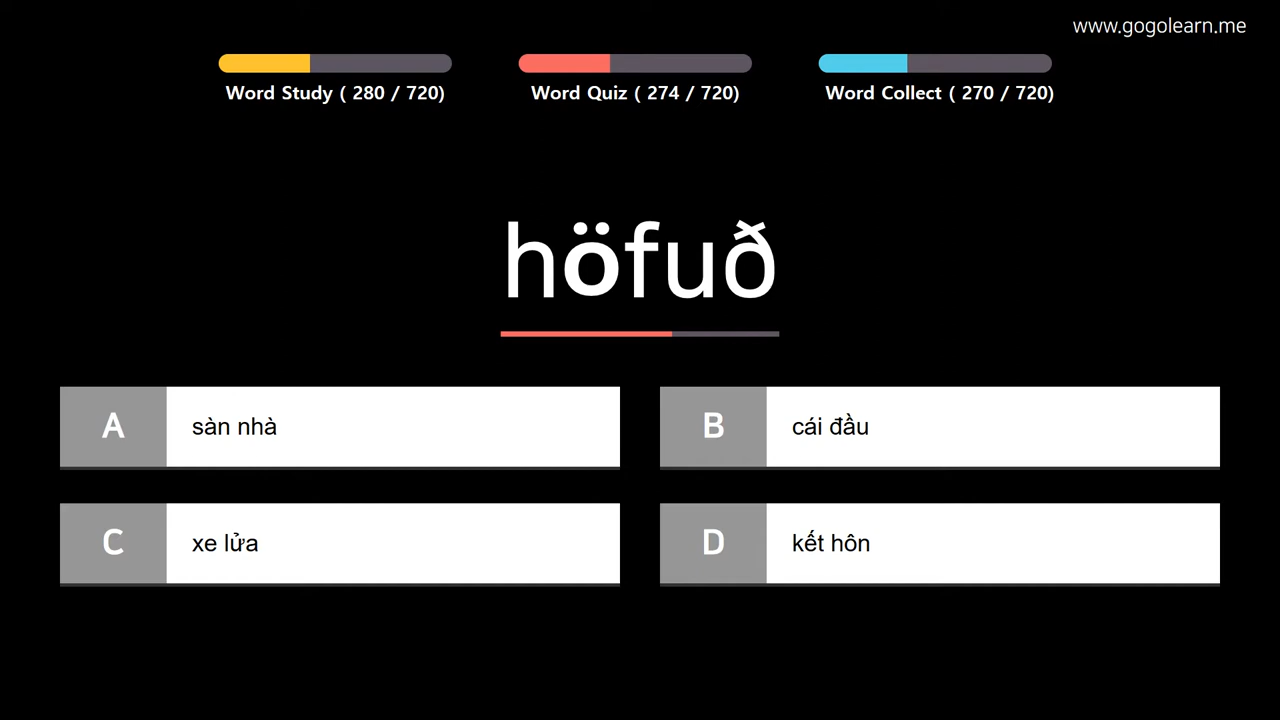 www.gogolearn.me
Word Study ( 280 / 720)
Word Quiz ( 274 / 720)
Word Collect ( 270 / 720)
höfuð
A sàn nhà
B cái đầu
C xe lửa
D kết hôn